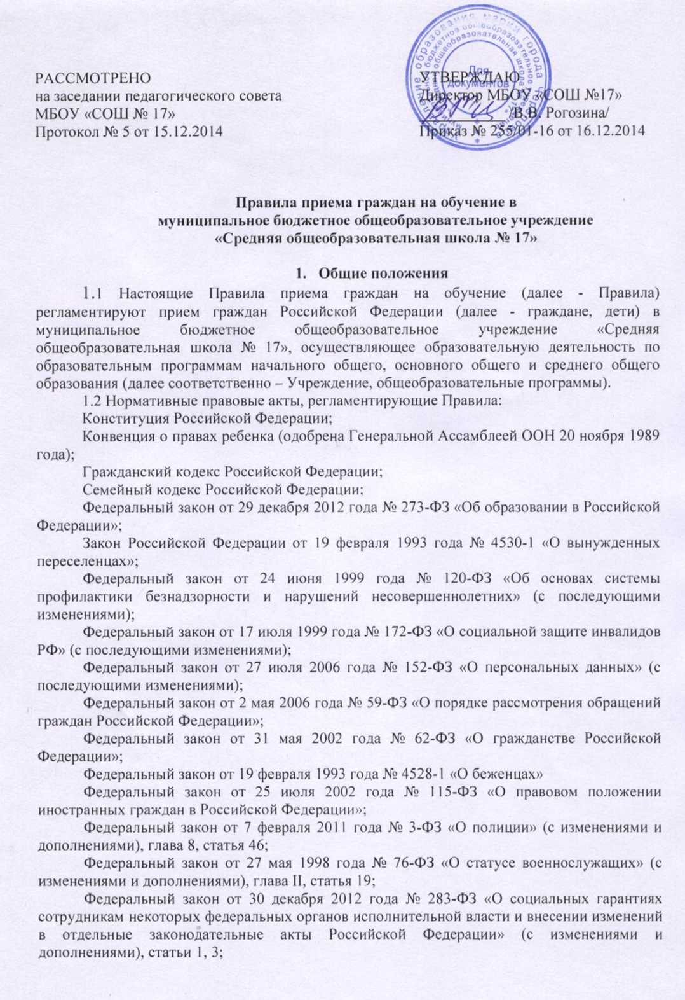 РАССМОТРЕНО
на заседании педагогического совета
МБОУ «СОШ № 17»
Протокол № 5 от 15.12.2014
УТВЕРЖДАЮ
Директор МБОУ «СОШ №17»
/В.В. Рогозина/
Приказ № 255/01-16 от 16.12.2014
Для
документов
Правила приема граждан на обучение в
муниципальное бюджетное общеобразовательное учреждение
«Средняя общеобразовательная школа № 17»
1. Общие положения
1.1 Настоящие Правила приема граждан на обучение (далее - Правила)
регламентируют прием граждан Российской Федерации (далее - граждане, дети) в
муниципальное бюджетное общеобразовательное учреждение «Средняя
общеобразовательная школа № 17», осуществляющее образовательную деятельность по
образовательным программам начального общего, основного общего и среднего общего
образования (далее соответственно – Учреждение, общеобразовательные программы).
1.2 Нормативные правовые акты, регламентирующие Правила:
Конституция Российской Федерации;
Конвенция о правах ребенка (одобрена Генеральной Ассамблеей ООН 20 ноября 1989
года);
Гражданский кодекс Российской Федерации;
Семейный кодекс Российской Федерации;
Федеральный закон от 29 декабря 2012 года № 273-ФЗ «Об образовании в Российской
Федерации»;
Закон Российской Федерации от 19 февраля 1993 года № 4530-1 «О вынужденных
переселенцах»;
Федеральный закон от 24 июня 1999 года № 120-ФЗ «Об основах системы
профилактики безнадзорности и нарушений несовершеннолетних» (с последующими
изменениями);
Федеральный закон от 17 июля 1999 года № 172-ФЗ «О социальной защите инвалидов
РФ» (с последующими изменениями);
Федеральный закон от 27 июля 2006 года № 152-ФЗ «О персональных данных» (с
последующими изменениями);
Федеральный закон от 2 мая 2006 года № 59-ФЗ «О порядке рассмотрения обращений
граждан Российской Федерации»;
Федеральный закон от 31 мая 2002 года № 62-ФЗ «О гражданстве Российской
Федерации»;
Федеральный закон от 19 февраля 1993 года № 4528-1 «О беженцах»
Федеральный закон от 25 июля 2002 года № 115-ФЗ «О правовом положении
иностранных граждан в Российской Федерации»;
Федеральный закон от 7 февраля 2011 года № 3-ФЗ «О полиции» (с изменениями и
дополнениями), глава 8, статья 46;
Федеральный закон от 27 мая 1998 года № 76-ФЗ «О статусе военнослужащих» (с
изменениями и дополнениями), глава II, статья 19;
Федеральный закон от 30 декабря 2012 года № 283-ФЗ «О социальных гарантиях
сотрудникам некоторых федеральных органов исполнительной власти и внесении изменений
в отдельные законодательные акты Российской Федерации» (с изменениями и
дополнениями), статьи 1, 3;